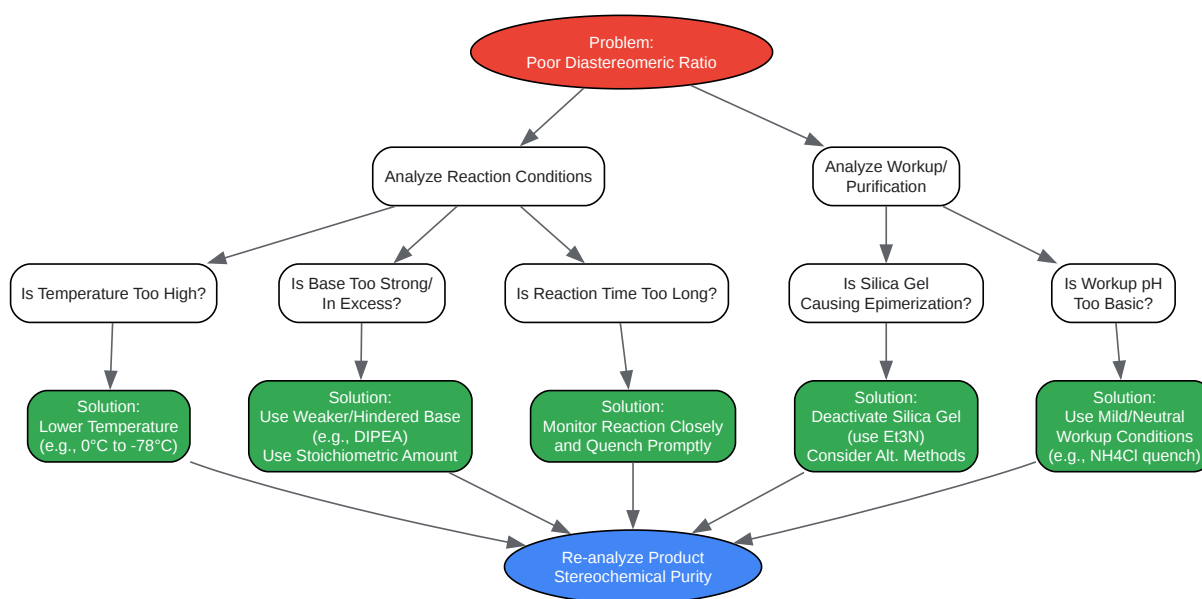 Problem:
Poor Diastereomeric Ratio
Analyze Reaction Conditions
Analyze Workup/
Purification
Is Temperature Too High?
Is Base Too Strong/
In Excess?
Is Reaction Time Too Long?
Is Silica Gel
Causing Epimerization?
Is Workup pH
Too Basic?
Solution:
Lower Temperature
(e.g., 0°C to -78°C)
Solution:
Use Weaker/Hindered Base
(e.g., DIPEA)
Use Stoichiometric Amount
Solution:
Monitor Reaction Closely
and Quench Promptly
Solution:
Deactivate Silica Gel
(use Et3N)
Consider Alt. Methods
Solution:
Use Mild/Neutral
Workup Conditions
(e.g., NH4Cl quench)
Re-analyze Product
Stereochemical Purity